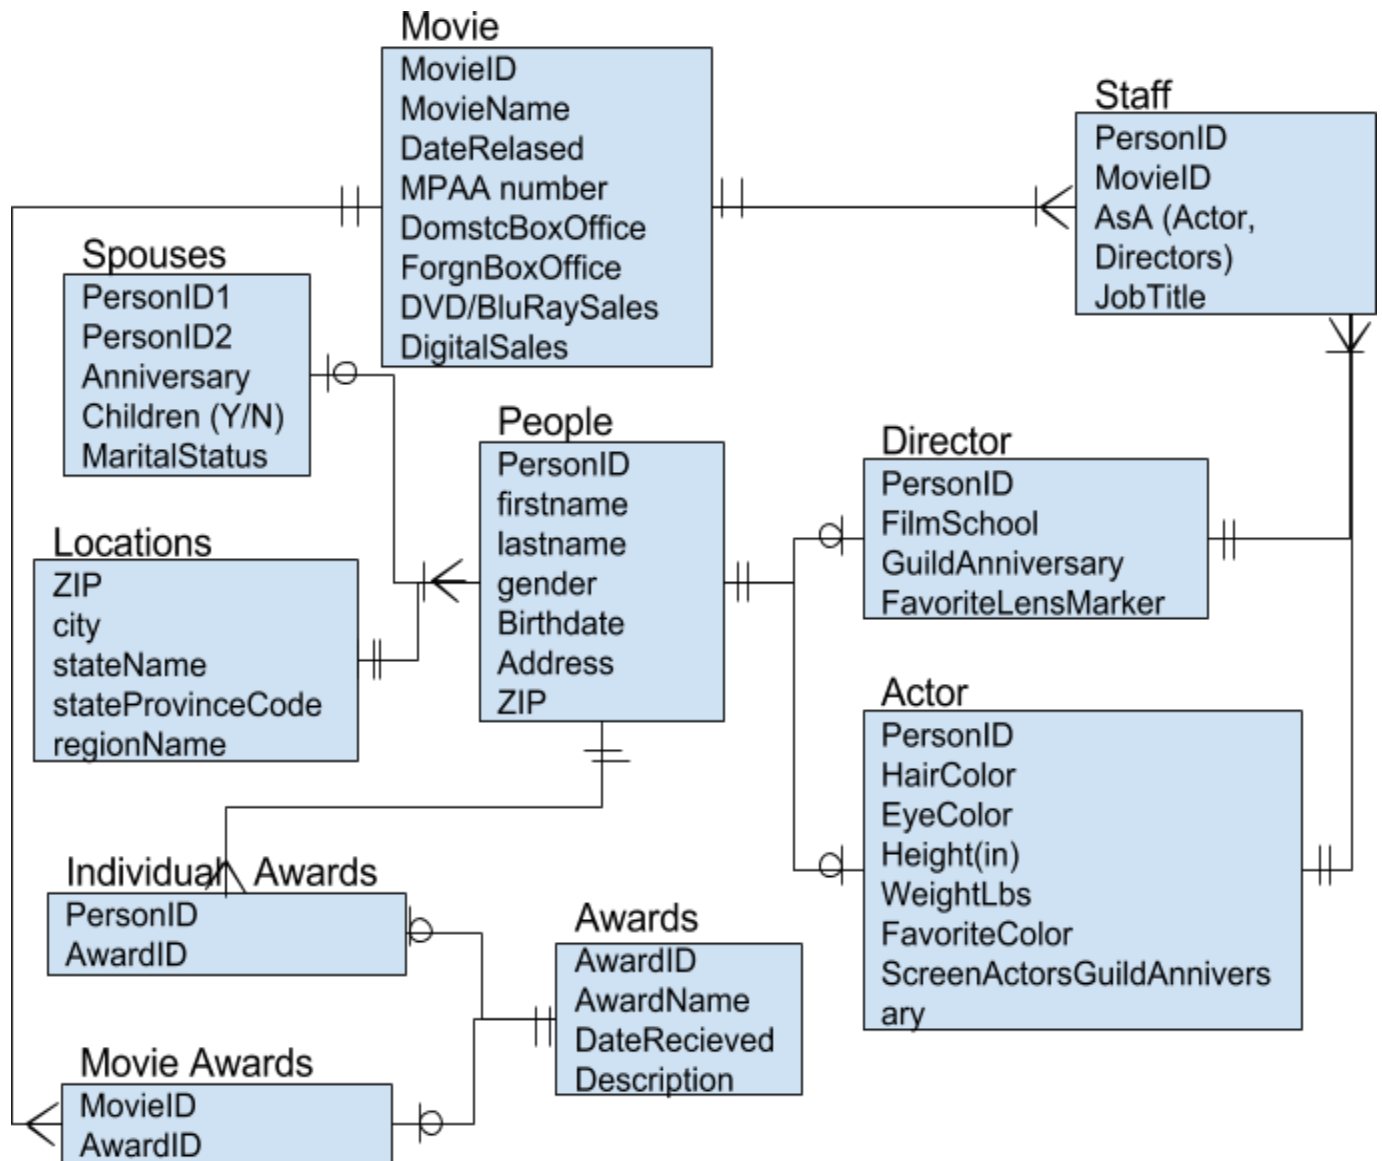 Movie
MovieID
MovieName
DateRelased
MPAA number
DomstcBoxOffice
ForgnBoxOffice
DVD/BluRaySales
DigitalSales
Staff
PersonID
MovieID
AsA (Actor,
Directors)
JobTitle
Spouses
PersonID1
PersonID2
Anniversary
Children (Y/N)
MaritalStatus
People
PersonID
firstname
lastname
gender
Birthdate
Address
ZIP
Director
PersonID
FilmSchool
GuildAnniversary
FavoriteLensMarker
Locations
ZIP
city
stateName
stateProvinceCode
regionName
Actor
PersonID
HairColor
EyeColor
Height(in)
WeightLbs
FavoriteColor
ScreenActorsGuildAnnivers
ary
Individual Awards
PersonID
AwardID
Awards
AwardID
AwardName
DateRecieved
Description
Movie Awards
MovieID
AwardID